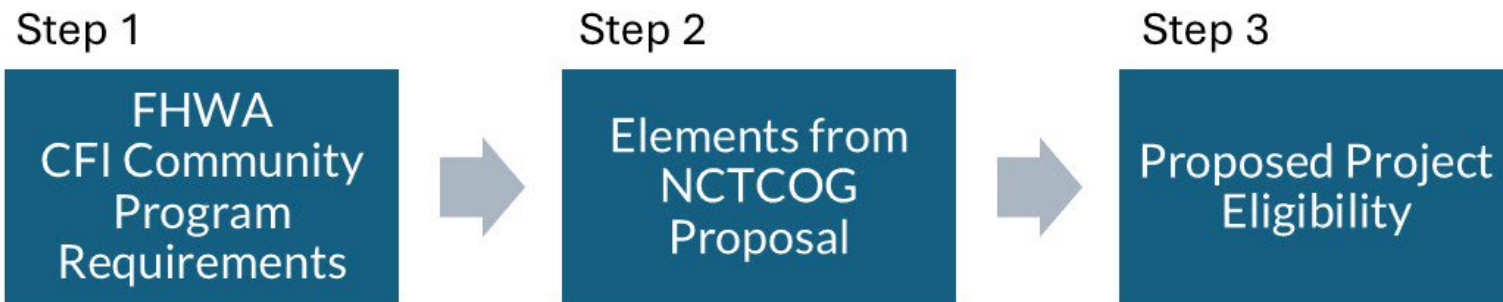 Step 1
FHWA
CFI Community
Program
Requirements
Step 2
Elements from
NCTCOG
Proposal
Step 3
Proposed Project
Eligibility